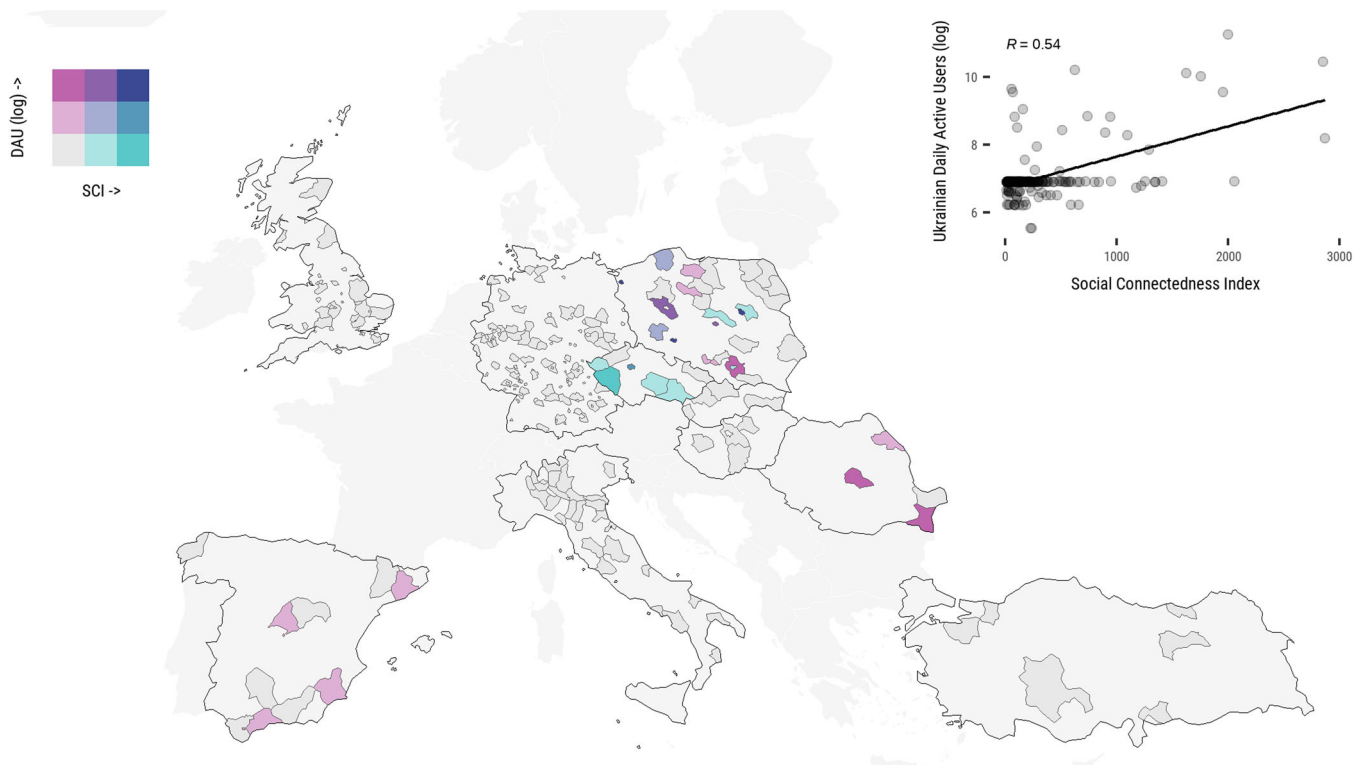 DAU (log) ->
SCI ->
R = 0.54
Ukrainian Daily Active Users (log)
10
8
6
0
1000
2000
3000
Social Connectedness Index